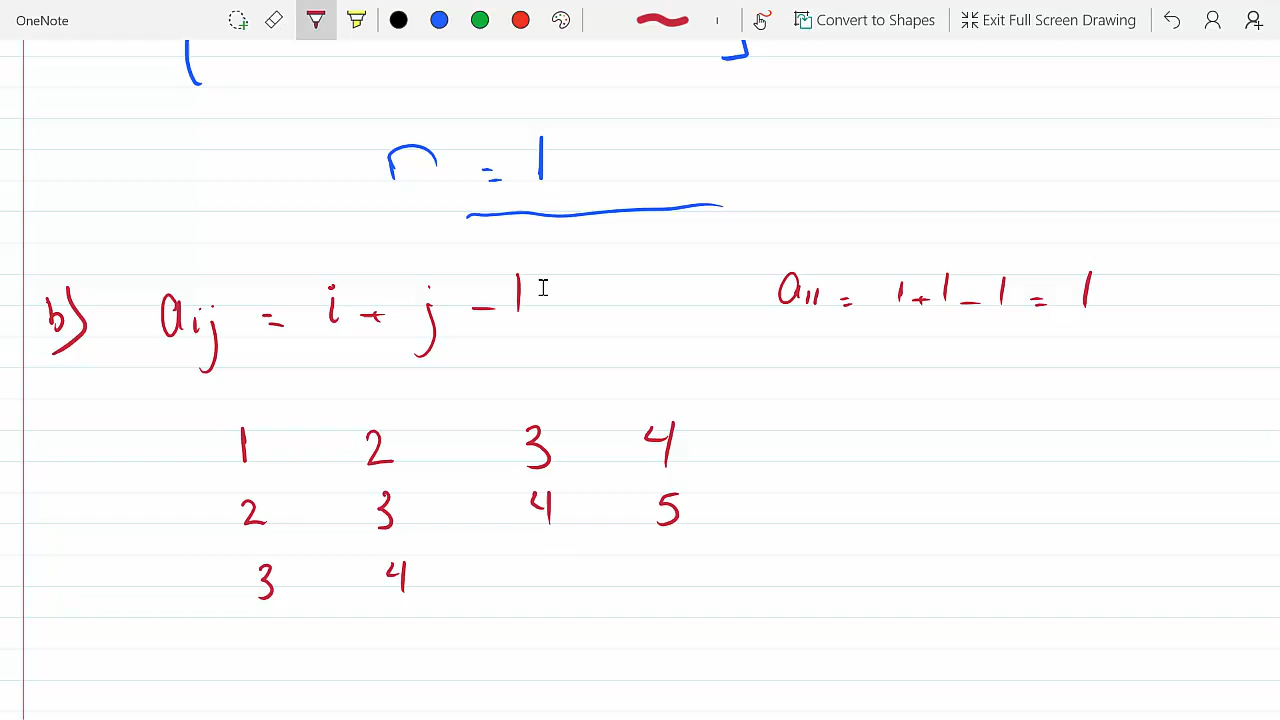 OneNote
Convert to Shapes
Exit Full Screen Drawing
r = 1
b) aij = i + j - 1
a11 = 1+1-1 = 1
1 2 3 4
2 3 4 5
3 4